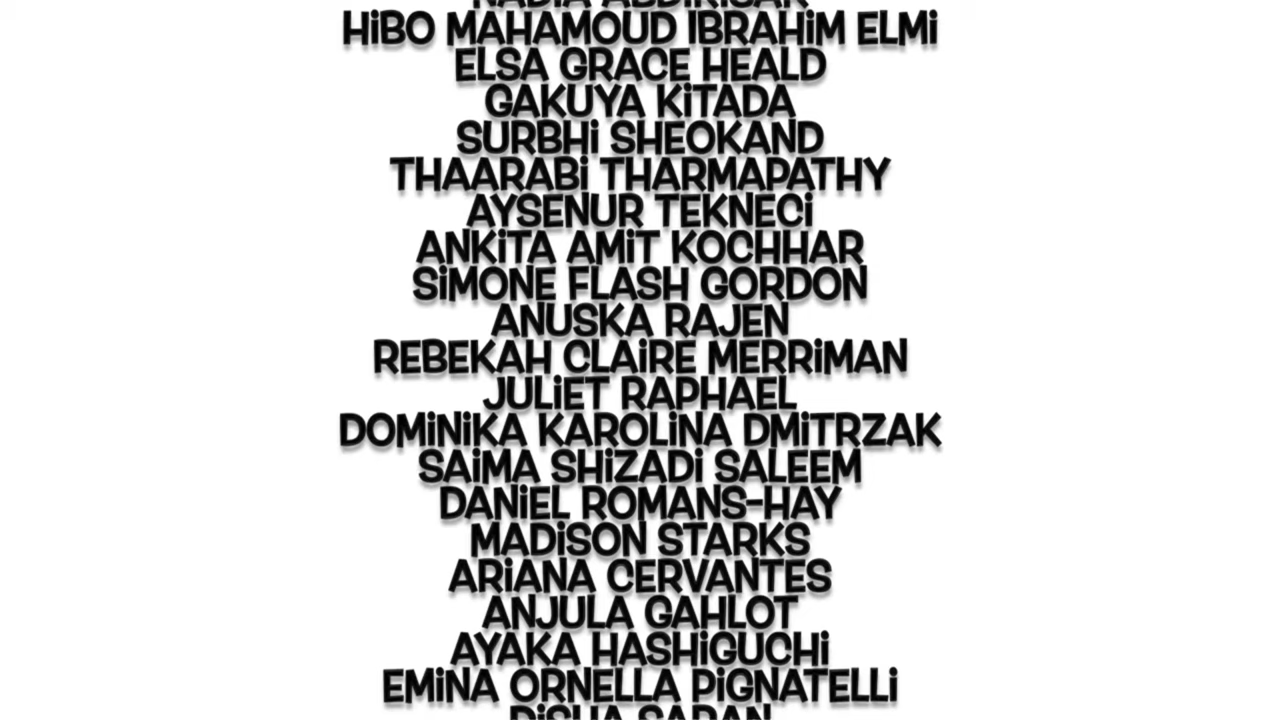 HiBO MAHAMOUD IBRAHiM ELMi
ELSA GRACE HEALD
GAKUYA KiTADA
SURBHi SHEOKAND
THAARABi THARMAPATHY
AYSENUR TEKNECi
ANKiTA AMiT KOCHHAR
SiMONE FLASH GORDON
ANUSKA RAJEN
REBEKAH CLAiRE MERRiMAN
JULiET RAPHAEL
DOMiNiKA KAROLiNA DMiTRZAK
SAiMA SHiZADi SALEEM
DANiEL ROMANS-HAY
MADiSON STARKS
ARiANA CERVANTES
ANJULA GAHLOT
AYAKA HASHiGUCHi
EMiNA ORNELLA PiGNATELLi